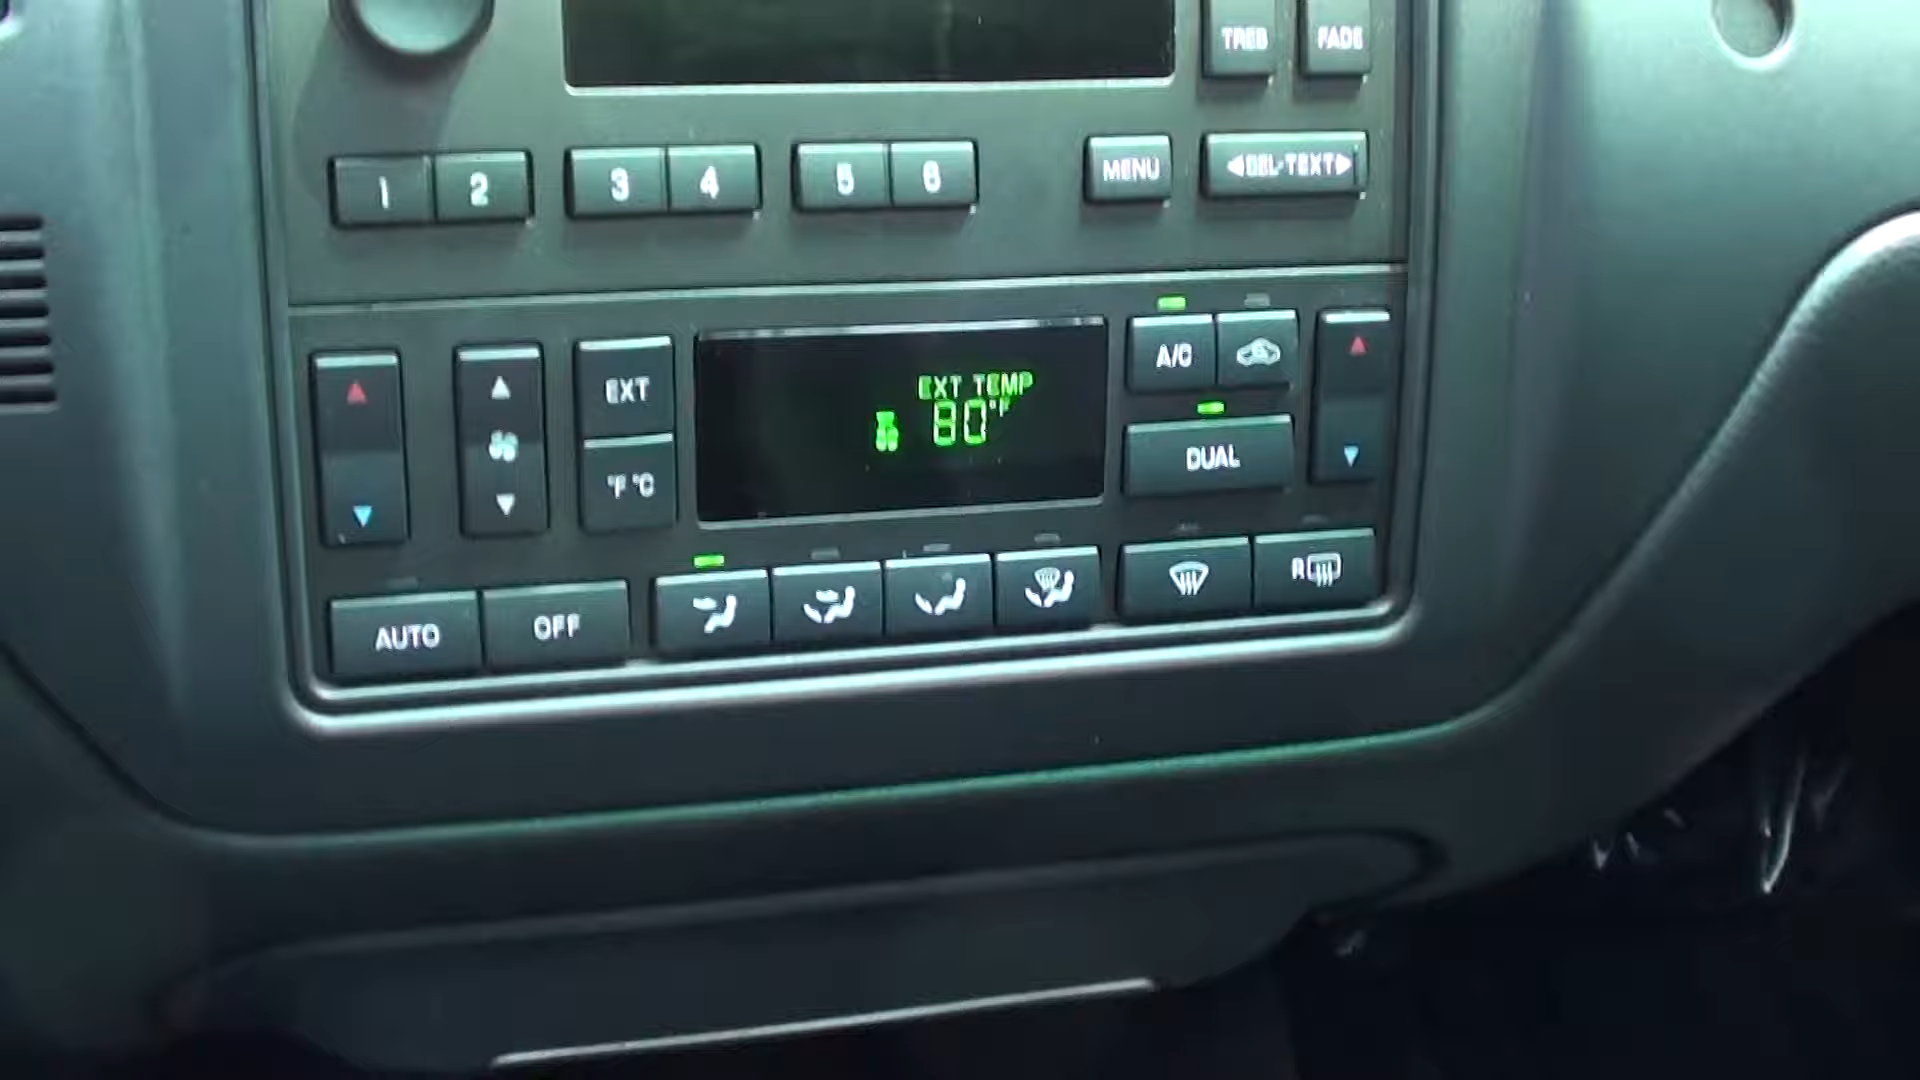 TREB FADE
1 2 3 4 5 6 MENU ◀SEL-TEXT▶
A/C
EXT EXT TEMP
80°F
DUAL
°F °C
R
AUTO OFF